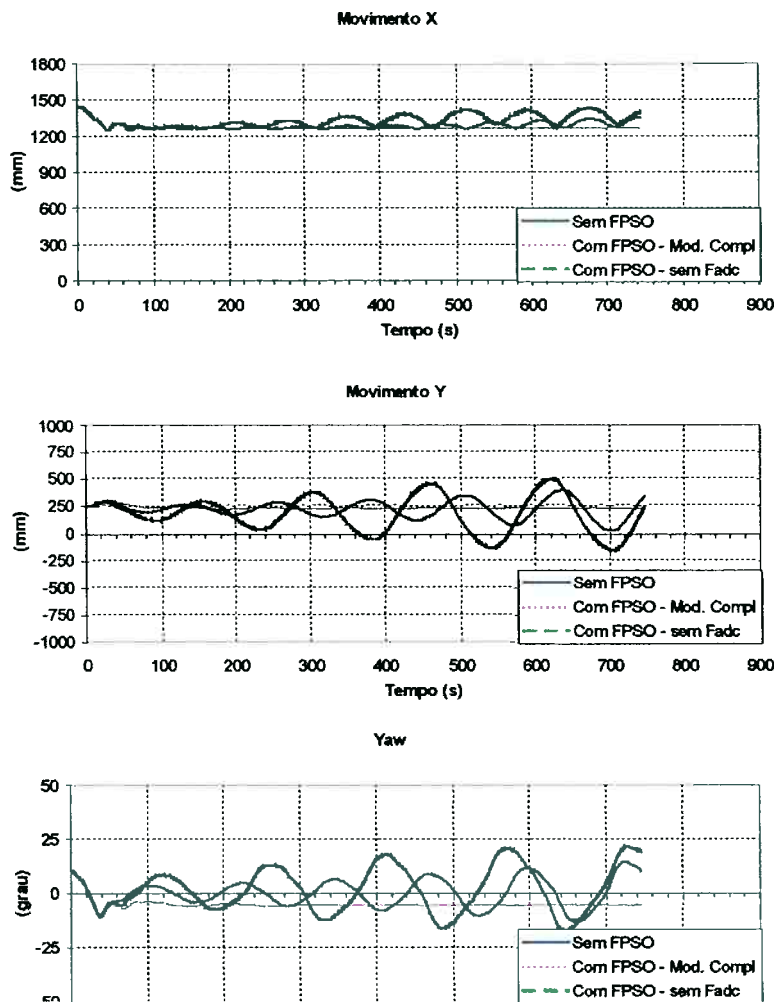 Movimento X
1800
1500
1200
900
600
300
0
(mm)
0 100 200 300 400 500 600 700 800 900
Tempo (s)
Sem FPSO
Com FPSO - Mod. Compl
Com FPSO - sem Fadc
Movimento Y
1000
750
500
250
0
-250
-500
-750
-1000
(mm)
0 100 200 300 400 500 600 700 800 900
Tempo (s)
Sem FPSO
Com FPSO - Mod. Compl
Com FPSO - sem Fadc
Yaw
50
25
0
-25
(grau)
Sem FPSO
Com FPSO - Mod. Compl
Com FPSO - sem Fadc